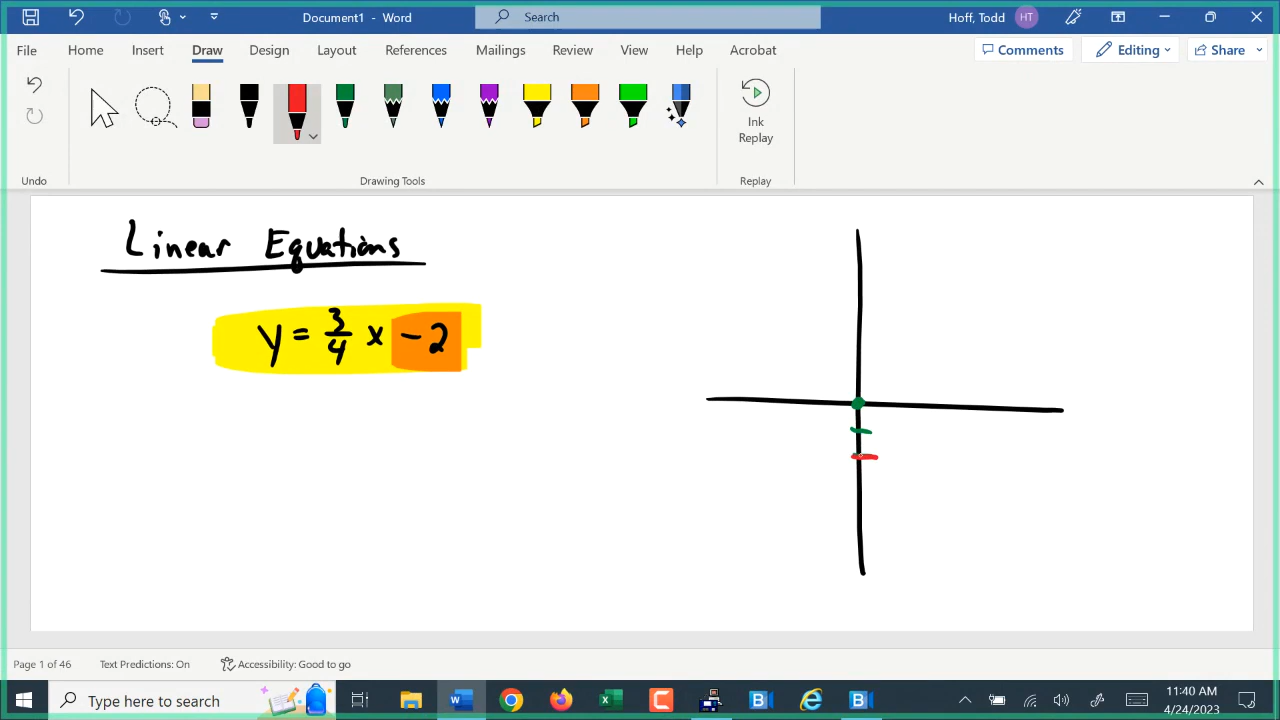 Document1 - Word
Search
Hoff, Todd HT
File Home Insert Draw Design Layout References Mailings Review View Help Acrobat
Comments Editing Share
Ink Replay
Undo Drawing Tools Replay
Linear Equations
y = 3/4 x - 2
Page 1 of 46 Text Predictions: On Accessibility: Good to go
Type here to search
11:40 AM
4/24/2023